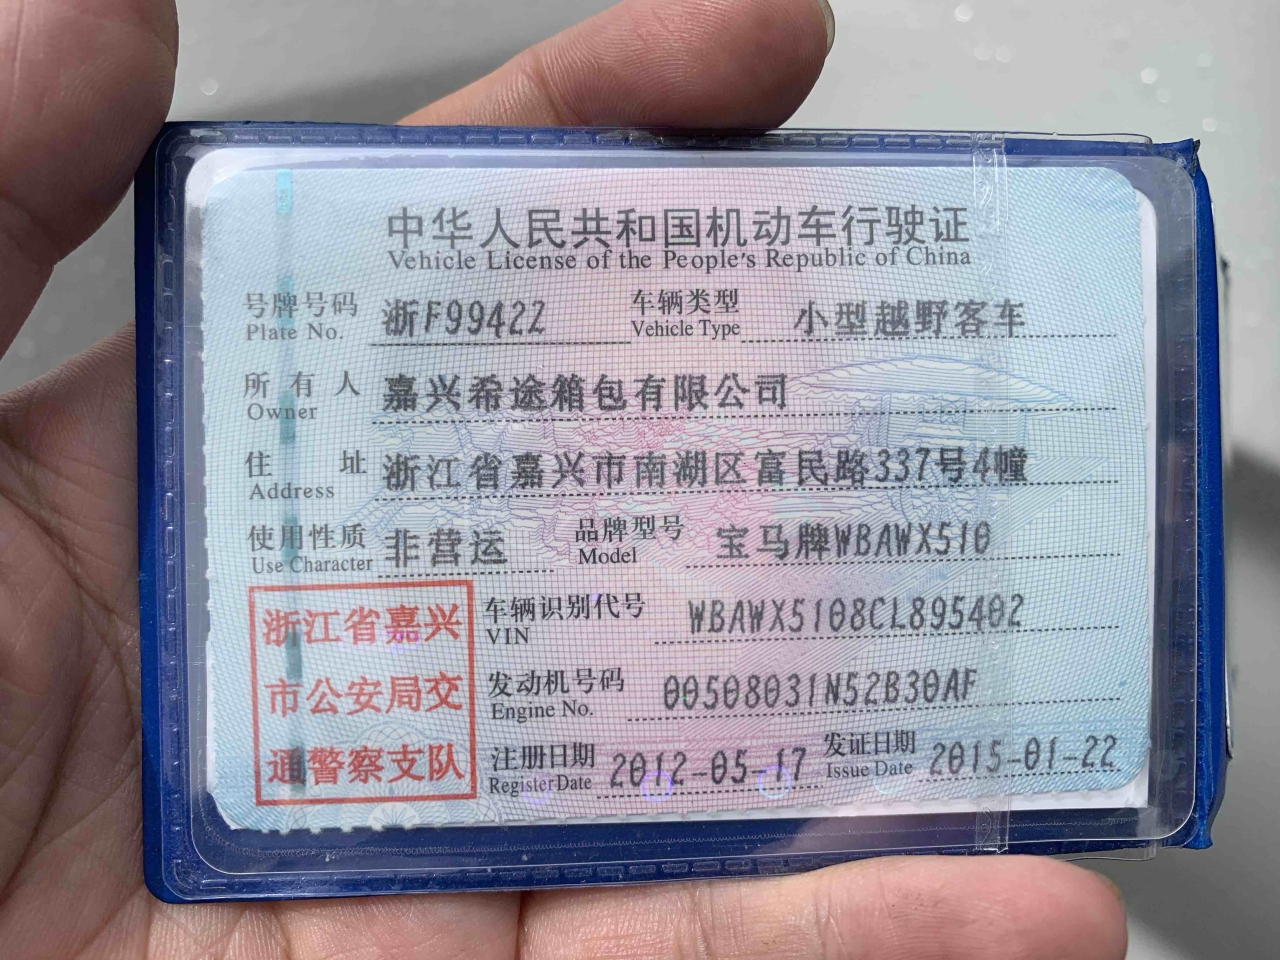 中华人民共和国机动车行驶证
Vehicle License of the People's Republic of China
号牌号码 浙F9942Z 车辆类型 小型越野客车
Plate No. Vehicle Type
所有人 嘉兴希途箱包有限公司
Owner
住址 浙江省嘉兴市南湖区富民路337号4幢
Address
使用性质 非营运 品牌型号 宝马牌WBAWX510
Use Character Model
浙江省嘉兴
市公安局交
通警察支队
车辆识别代号 WBAWX5108CL895402
VIN
发动机号码 00508031N52B30AF
Engine No.
注册日期 2012-05-17 发证日期 2015-01-22
Register Date Issue Date